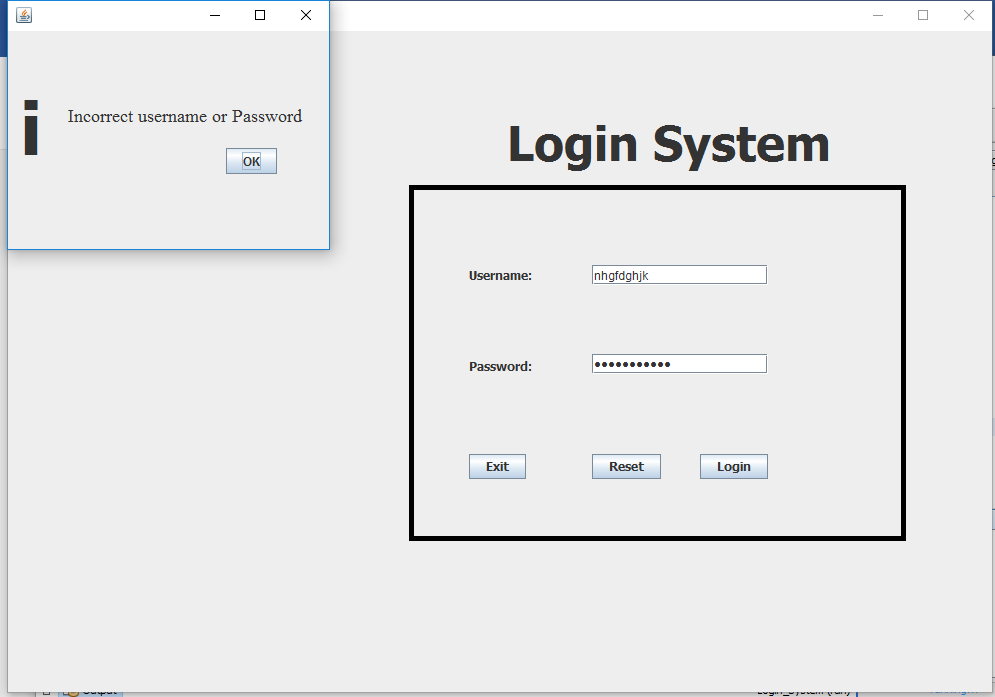 i
Incorrect username or Password
OK
Login System
Username:
nhgfdghjk
Password:
•••••••••••
Exit
Reset
Login